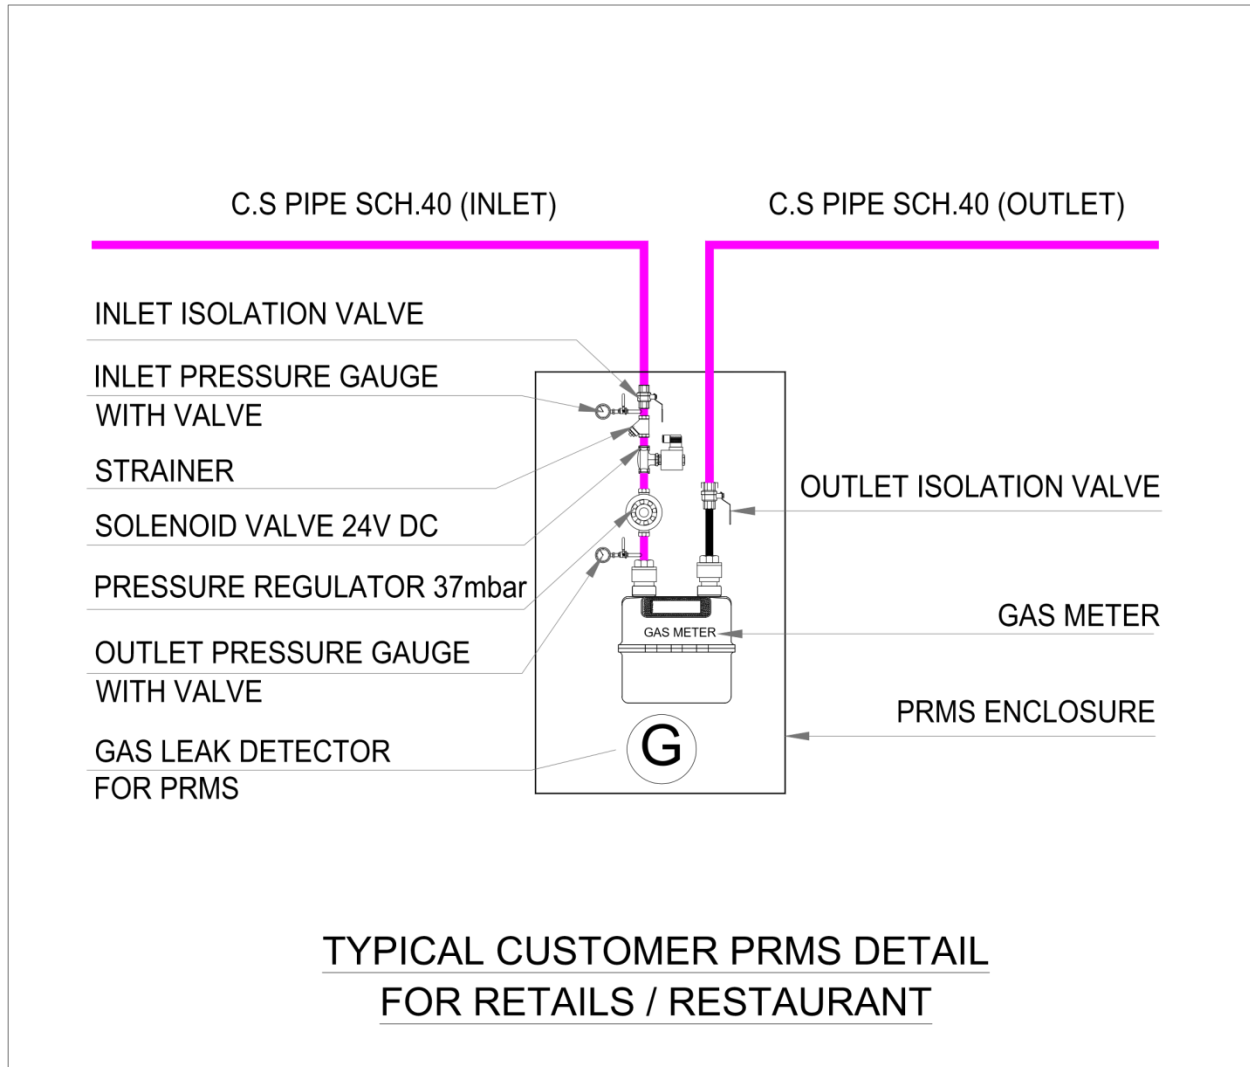 C.S PIPE SCH.40 (INLET)
C.S PIPE SCH.40 (OUTLET)
INLET ISOLATION VALVE
INLET PRESSURE GAUGE
WITH VALVE
STRAINER
SOLENOID VALVE 24V DC
PRESSURE REGULATOR 37mbar
OUTLET PRESSURE GAUGE
WITH VALVE
GAS LEAK DETECTOR
FOR PRMS
OUTLET ISOLATION VALVE
GAS METER
PRMS ENCLOSURE
GAS METER
G
TYPICAL CUSTOMER PRMS DETAIL
FOR RETAILS / RESTAURANT